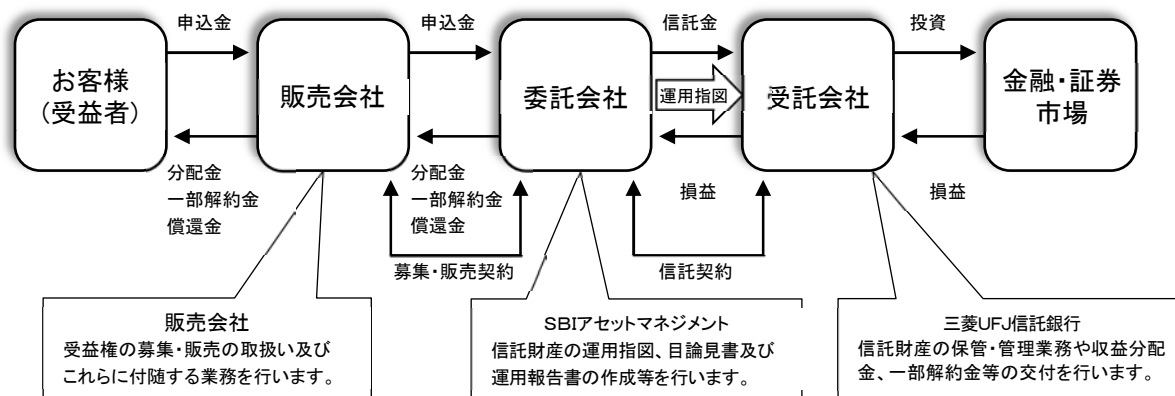 申込金
申込金
信託金
投資
お客様
(受益者)
販売会社
委託会社
運用指図
受託会社
金融・証券
市場
分配金
一部解約金
償還金
分配金
一部解約金
償還金
損益
損益
募集・販売契約
信託契約
販売会社
受益権の募集・販売の取扱い及び
これらに付随する業務を行います。
SBIアセットマネジメント
信託財産の運用指図、目論見書及び
運用報告書の作成等を行います。
三菱UFJ信託銀行
信託財産の保管・管理業務や収益分配
金、一部解約金等の交付を行います。